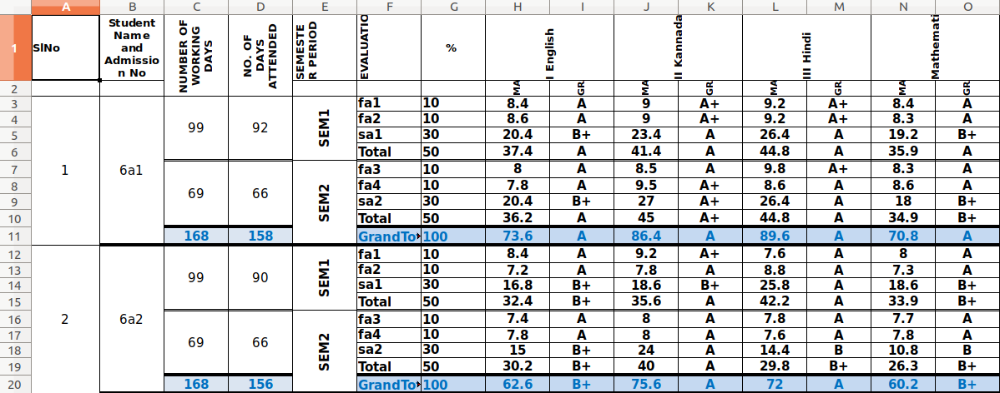 A B C D E F G H I J K L M N O
1 SlNo Student Name and Admissio n No NUMBER OF WORKING DAYS NO. OF DAYS ATTENDED SEMESTE R PERIOD EVALUATIO % I English II Kannada III Hindi Mathemati
2 MA GR MA GR MA GR MA GR
3 fa1 10 8.4 A 9 A+ 9.2 A+ 8.4 A
4 99 92 SEM1 fa2 10 8.6 A 9 A+ 9.2 A+ 8.3 A
5 sa1 30 20.4 B+ 23.4 A 26.4 A 19.2 B+
6 Total 50 37.4 A 41.4 A 44.8 A 35.9 A
7 1 6a1 fa3 10 8 A 8.5 A 9.8 A+ 8.3 A
8 69 66 SEM2 fa4 10 7.8 A 9.5 A+ 8.6 A 8.6 A
9 sa2 30 20.4 B+ 27 A+ 26.4 A 18 B+
10 Total 50 36.2 A 45 A+ 44.8 A 34.9 B+
11 168 158 GrandTo 100 73.6 A 86.4 A 89.6 A 70.8 A
12 fa1 10 8.4 A 9.2 A+ 7.6 A 8 A
13 99 90 SEM1 fa2 10 7.2 A 7.8 A 8.8 A 7.3 A
14 sa1 30 16.8 B+ 18.6 B+ 25.8 A 18.6 B+
15 Total 50 32.4 B+ 35.6 A 42.2 A 33.9 B+
16 2 6a2 fa3 10 7.4 A 8 A 7.8 A 7.7 A
17 69 66 SEM2 fa4 10 7.8 A 8 A 7.6 A 7.8 A
18 sa2 30 15 B+ 24 A 14.4 B 10.8 B
19 Total 50 30.2 B+ 40 A 29.8 B+ 26.3 B+
20 168 156 GrandTo 100 62.6 B+ 75.6 A 72 A 60.2 B+